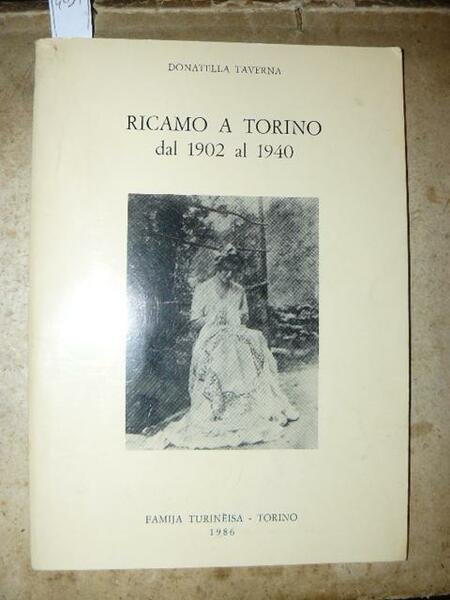 DONATELLA TAVERNA
RICAMO A TORINO
dal 1902 al 1940
FAMIJA TURINÈISA - TORINO
1986